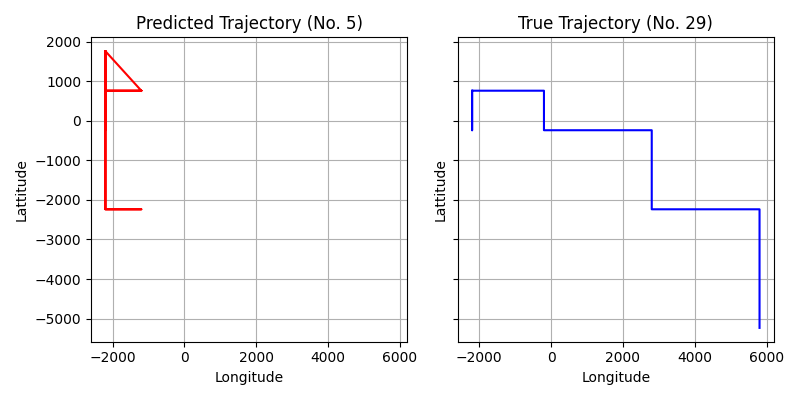 Predicted Trajectory (No. 5)
True Trajectory (No. 29)
2000
1000
0
−1000
−2000
−3000
−4000
−5000
Lattitude
Lattitude
−2000 0 2000 4000 6000
−2000 0 2000 4000 6000
Longitude
Longitude